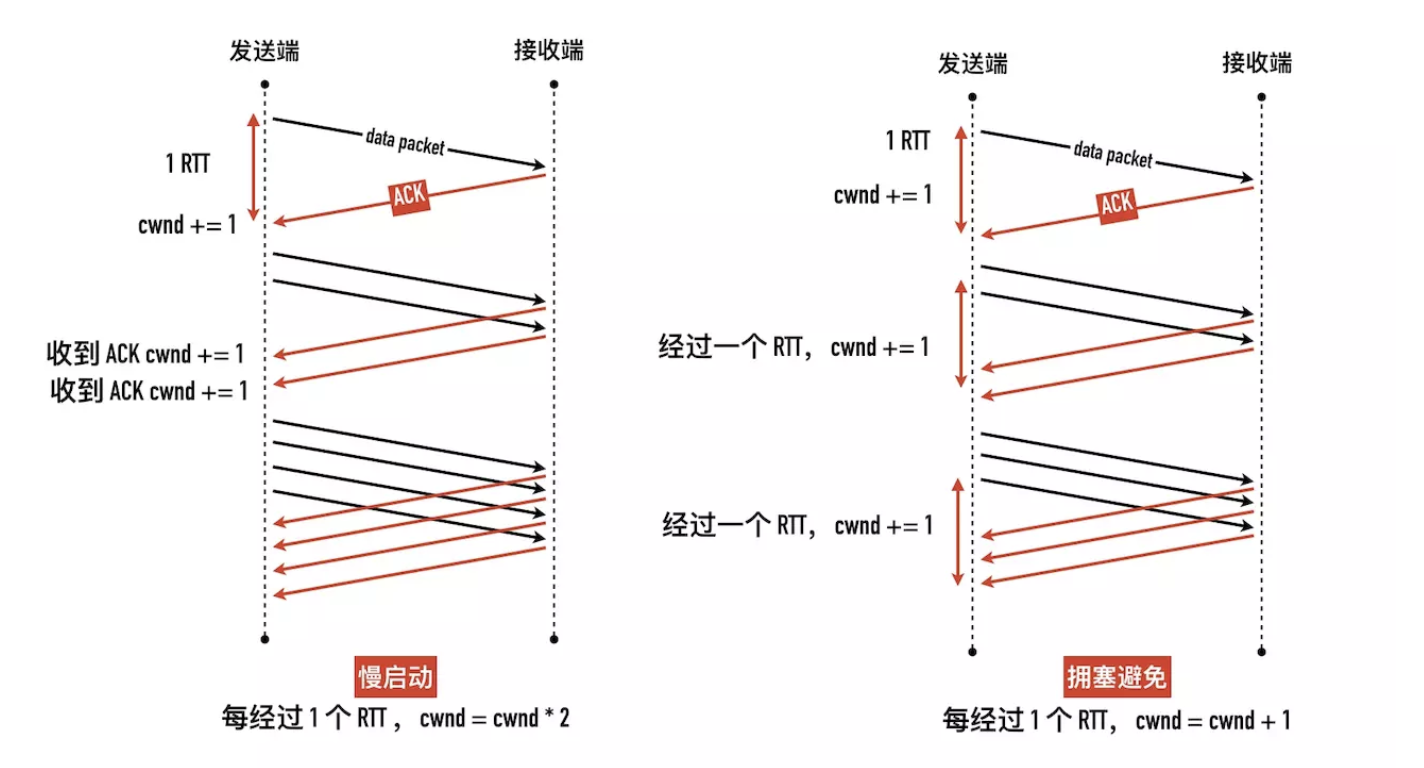 发送端
接收端
data packet
1 RTT
ACK
cwnd += 1
收到 ACK cwnd += 1
收到 ACK cwnd += 1
慢启动
每经过 1 个 RTT ，cwnd = cwnd * 2
发送端
接收端
1 RTT
data packet
cwnd += 1
ACK
经过一个 RTT，cwnd += 1
经过一个 RTT，cwnd += 1
拥塞避免
每经过 1 个 RTT，cwnd = cwnd + 1